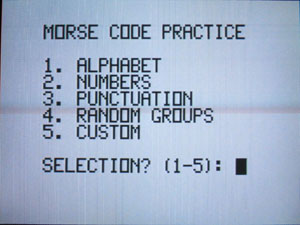 MORSE CODE PRACTICE
1. ALPHABET
2. NUMBERS
3. PUNCTUATION
4. RANDOM GROUPS
5. CUSTOM
SELECTION? (1-5):